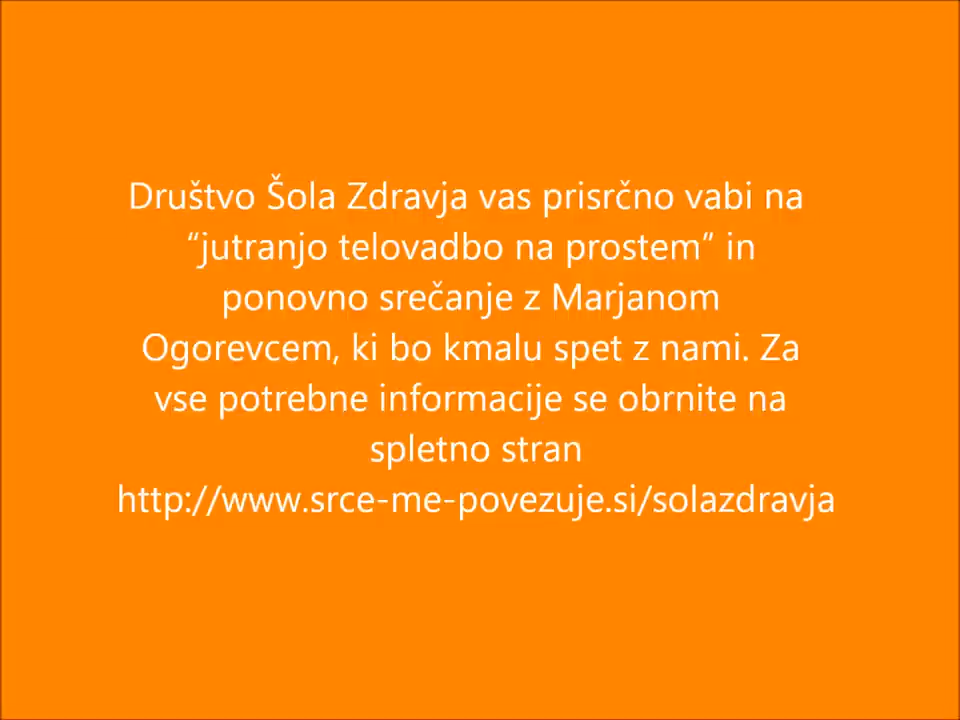 Društvo Šola Zdravja vas prisrčno vabi na
“jutranjo telovadbo na prostem” in
ponovno srečanje z Marjanom
Ogorevcem, ki bo kmalu spet z nami. Za
vse potrebne informacije se obrnite na
spletno stran
http://www.srce-me-povezuje.si/solazdravja